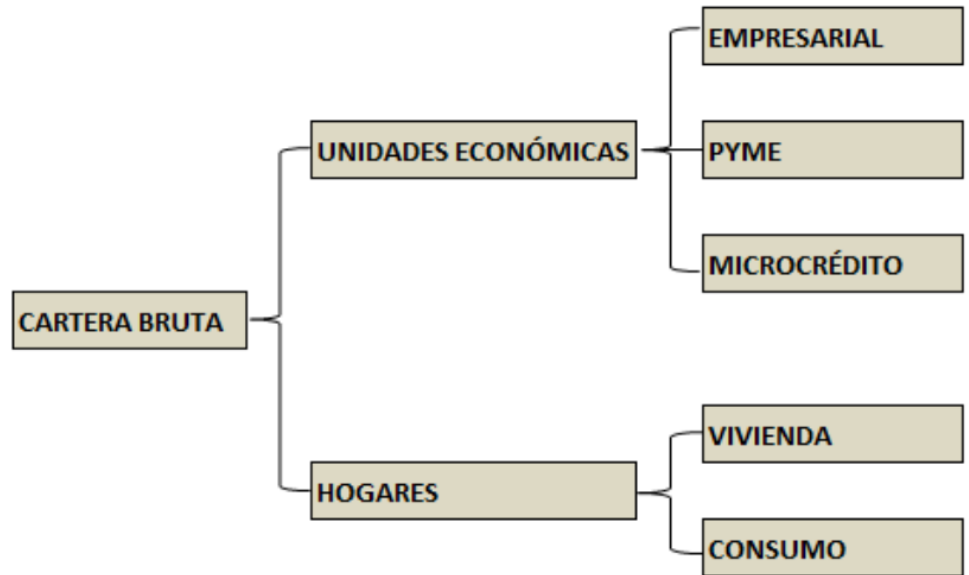 CARTERA BRUTA
UNIDADES ECONÓMICAS
EMPRESARIAL
PYME
MICROCRÉDITO
HOGARES
VIVIENDA
CONSUMO